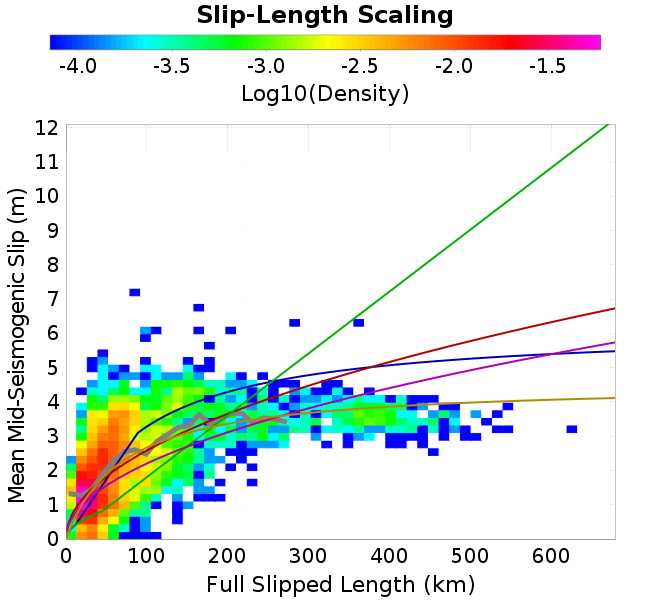 Slip-Length Scaling
-4.0 -3.5 -3.0 -2.5 -2.0 -1.5
Log10(Density)
12
11
10
9
8
7
6
5
4
3
2
1
0
Mean Mid-Seismogenic Slip (m)
0 100 200 300 400 500 600
Full Slipped Length (km)